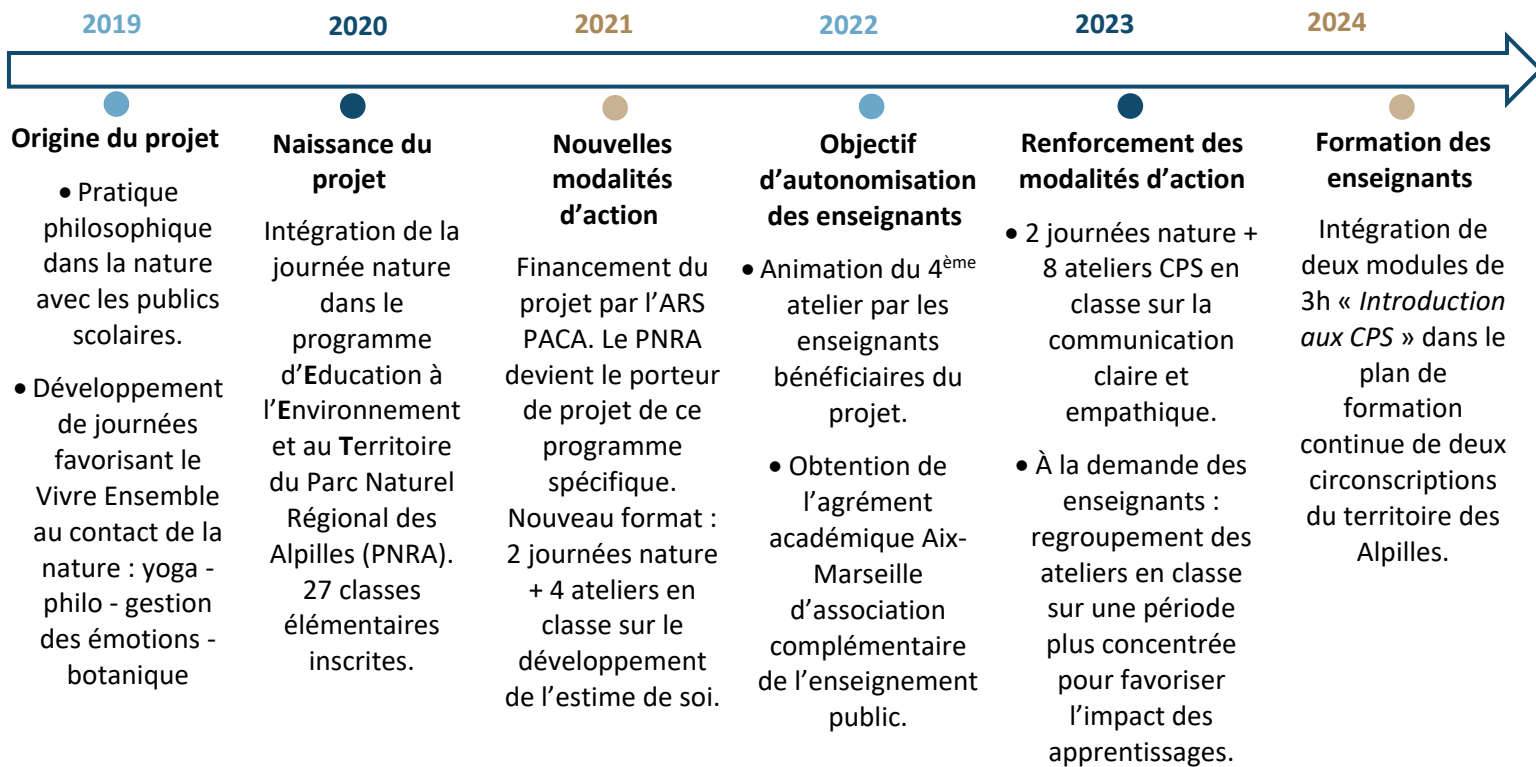 2019
2020
2021
2022
2023
2024
Origine du projet
• Pratique
philosophique
dans la nature
avec les publics
scolaires.
• Développement
de journées
favorisant le
Vivre Ensemble
au contact de la
nature : yoga -
philo - gestion
des émotions -
botanique
Naissance du
projet
Intégration de la
journée nature
dans le
programme
d'Education à
l'Environnement
et au Territoire
du Parc Naturel
Régional des
Alpilles (PNRA).
27 classes
élémentaires
inscrites.
Nouvelles
modalités
d'action
Financement du
projet par l'ARS
PACA. Le PNRA
devient le porteur
de projet de ce
programme
spécifique.
Nouveau format :
2 journées nature
+ 4 ateliers en
classe sur le
développement
de l'estime de soi.
Objectif
d'autonomisation
des enseignants
• Animation du 4ème
atelier par les
enseignants
bénéficiaires du
projet.
• Obtention de
l'agrément
académique Aix-
Marseille
d'association
complémentaire
de l'enseignement
public.
Renforcement des
modalités d'action
• 2 journées nature +
8 ateliers CPS en
classe sur la
communication
claire et
empathique.
• À la demande des
enseignants :
regroupement des
ateliers en classe
sur une période
plus concentrée
pour favoriser
l'impact des
apprentissages.
Formation des
enseignants
Intégration de
deux modules de
3h « Introduction
aux CPS » dans le
plan de
formation
continue de deux
circonscriptions
du territoire des
Alpilles.